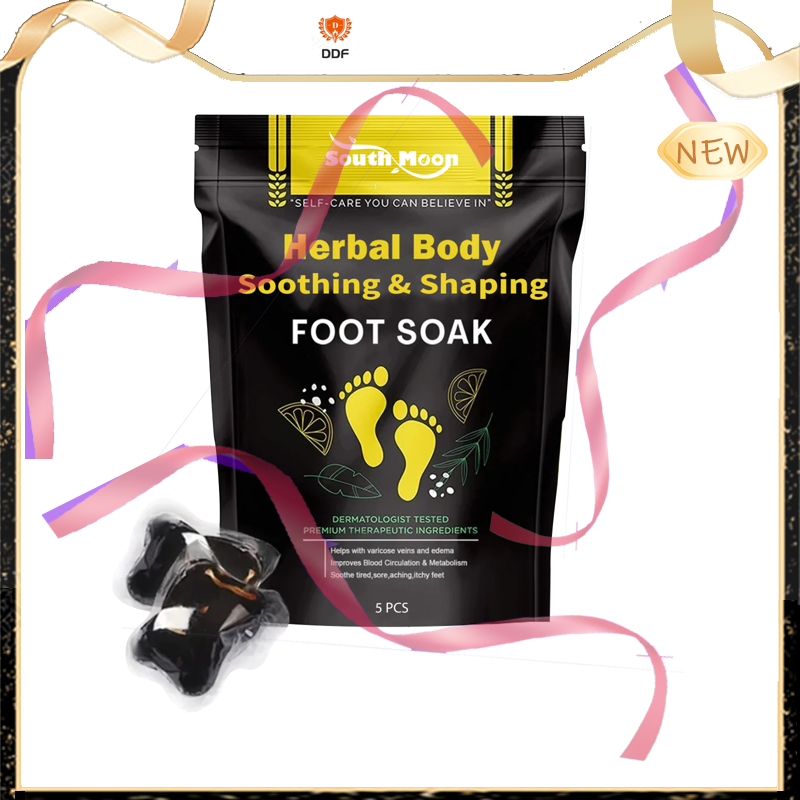 DDF
NEW
South Moon
"SELF-CARE YOU CAN BELIEVE IN"
Herbal Body
Soothing & Shaping
FOOT SOAK
DERMATOLOGIST TESTED
PREMIUM THERAPEUTIC INGREDIENTS
Helps with varicose veins and edema
Improves Blood Circulation & Metabolism
Soothe tired,sore,aching,itchy feet
5 PCS